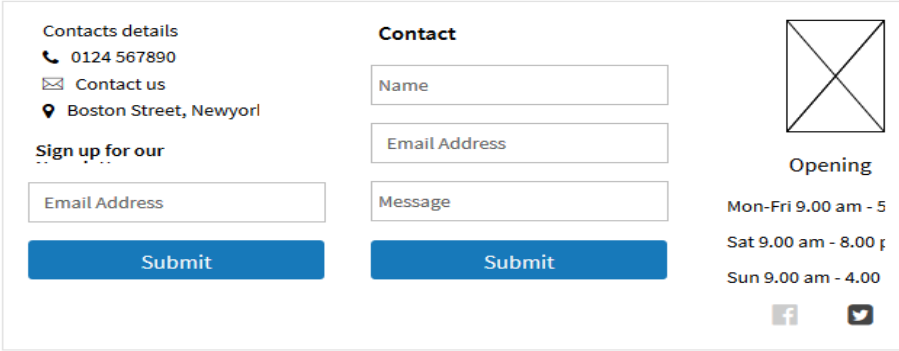 Contacts details
0124 567890
Contact us
Boston Street,
Sign up for our
Email Address
Submit
Contact
Name
Email Address
Message
Submit
Opening
Mon-Fri 9.00 am - 5
Sat 9.00 am - 8.00
Sun 9.00 am - 4.00